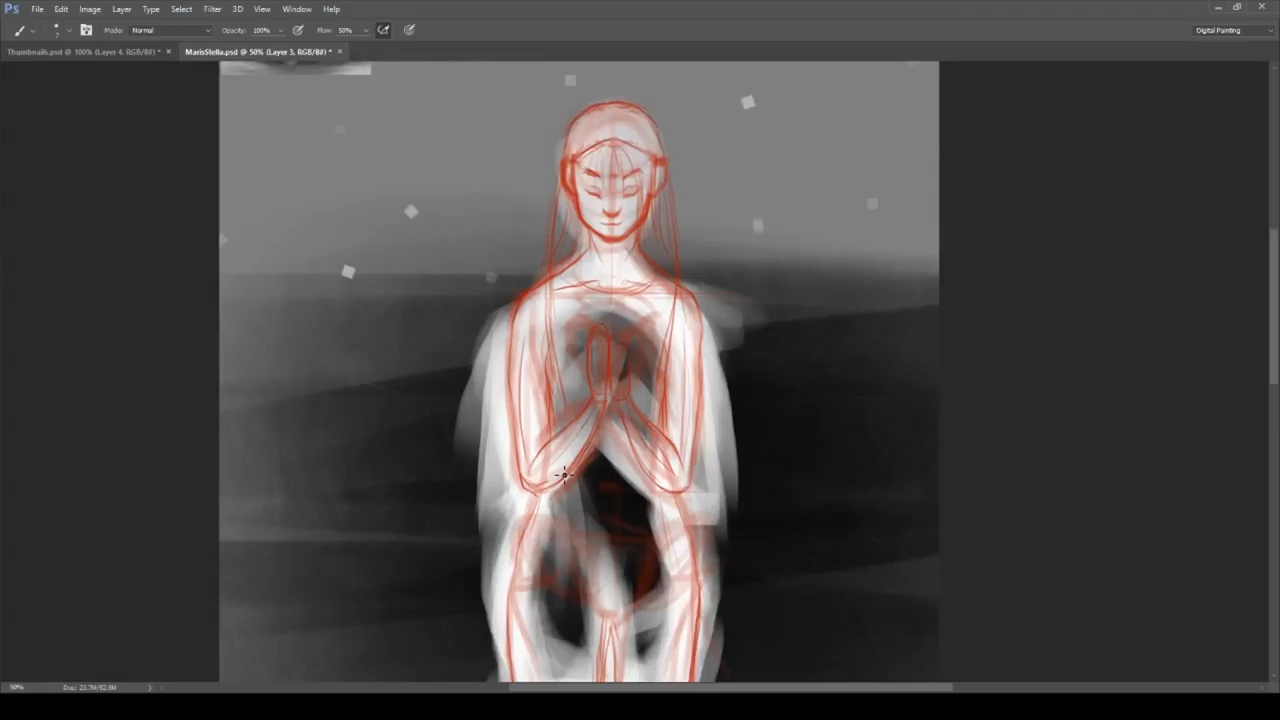 Ps File Edit Image Layer Type Select Filter 3D View Window Help
7 Mode: Normal Opacity: 100% Flow: 50% Digital Painting
Thumbnails.psd @ 100% (Layer 4, RGB/8#) * × MarisStella.psd @ 50% (Layer 3, RGB/8#) * ×
50% Doc: 23.7M/82.8M